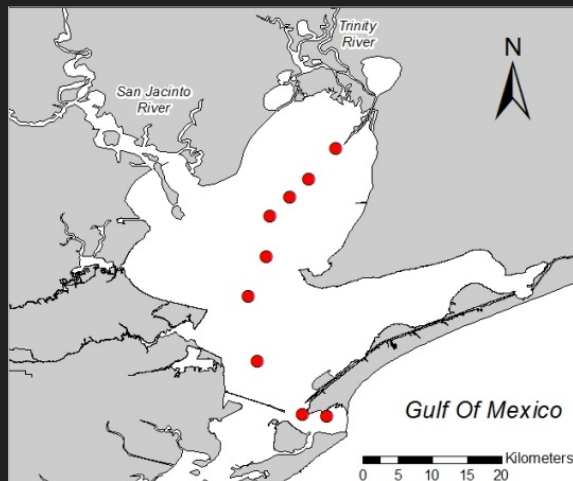 Trinity
River
San Jacinto
River
N
Gulf Of Mexico
Kilometers
0 5 10 15 20